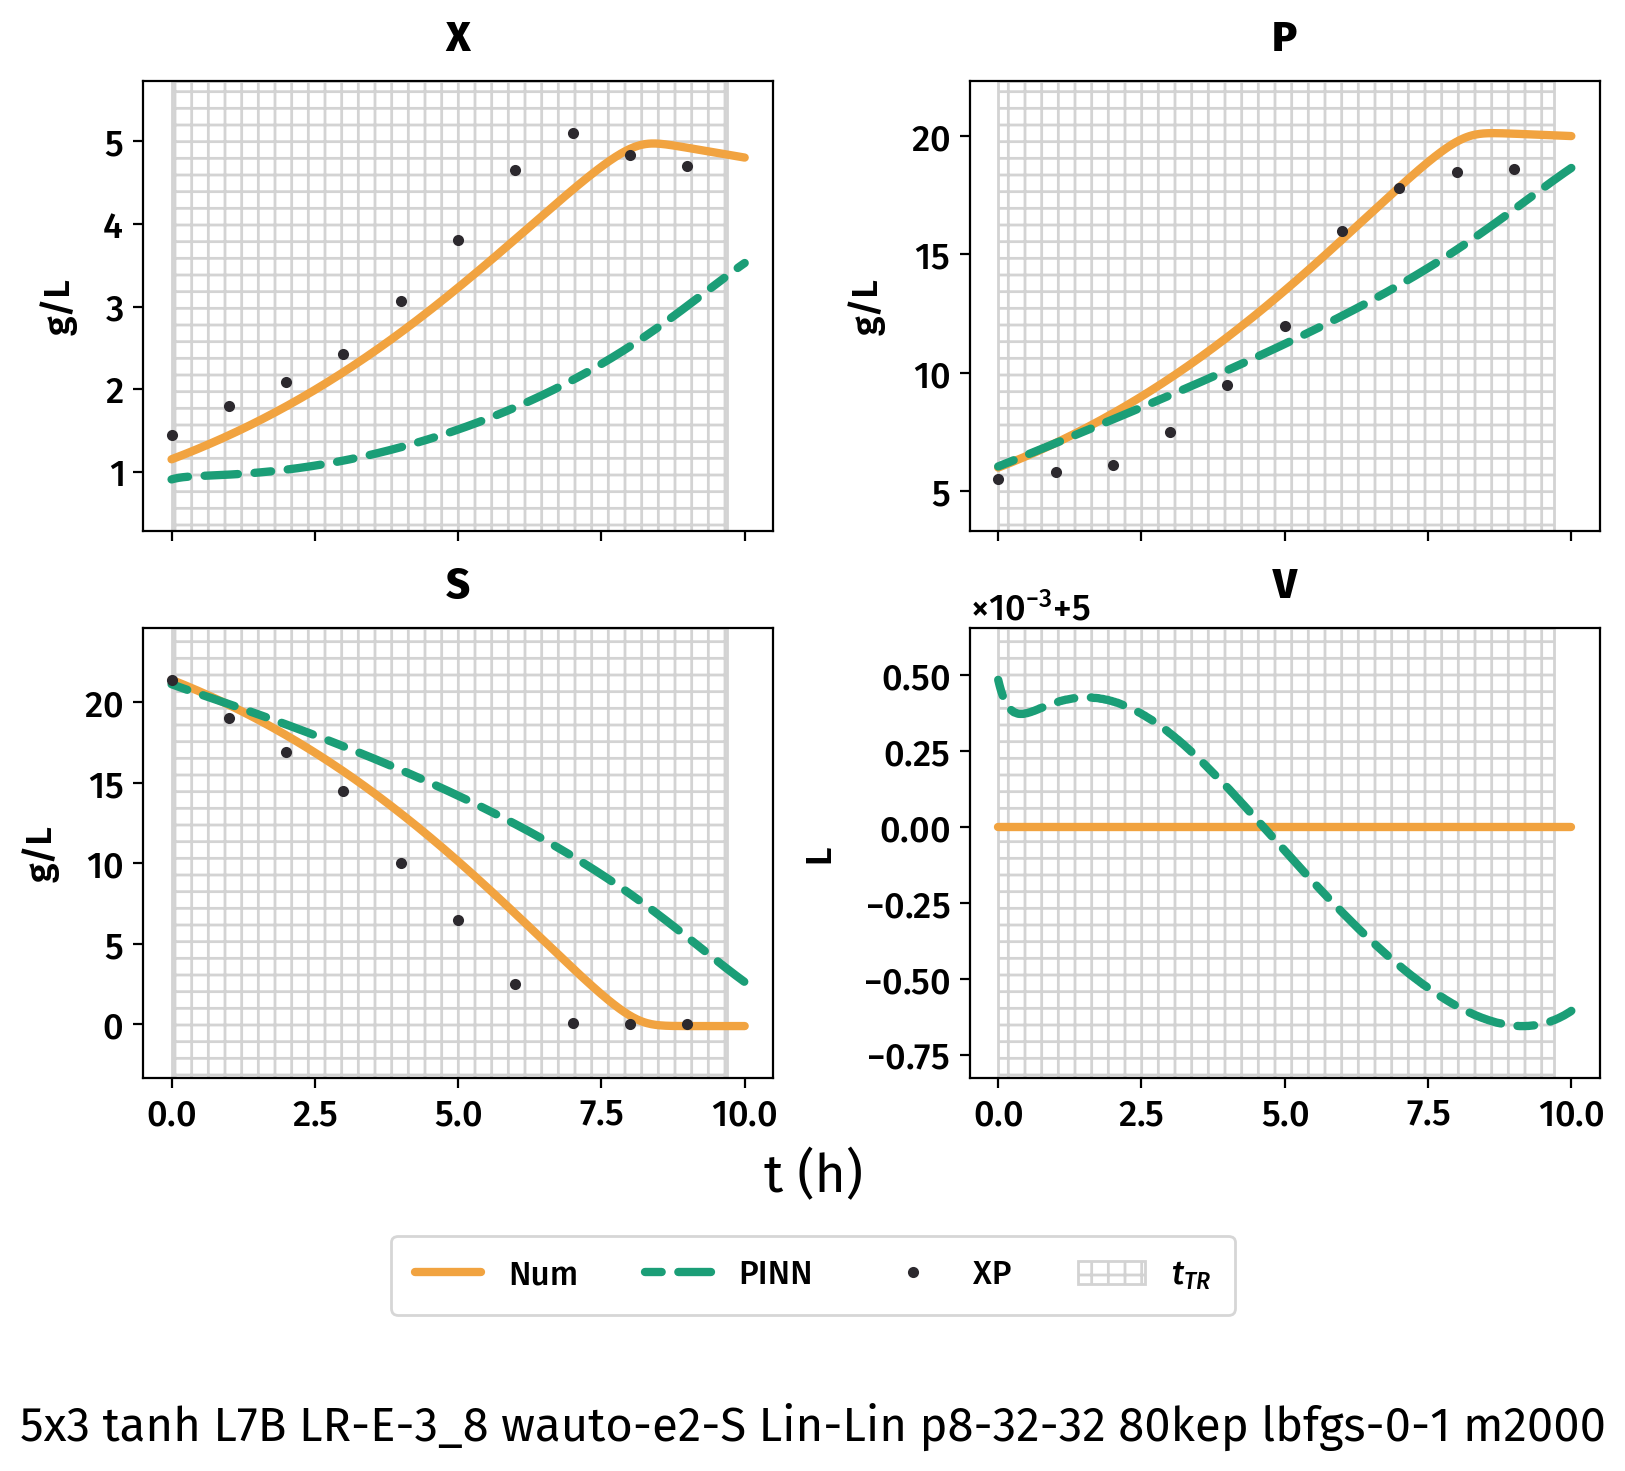 X
P
5
4
3
2
1
g/L
20
15
10
5
g/L
S
V
×10⁻³+5
20
15
10
5
0
g/L
0.50
0.25
0.00
−0.25
−0.50
−0.75
L
0.0 2.5 5.0 7.5 10.0
0.0 2.5 5.0 7.5 10.0
t (h)
Num PINN XP t_TR
5x3 tanh L7B LR-E-3_8 wauto-e2-S Lin-Lin p8-32-32 80kep lbfgs-0-1 m2000